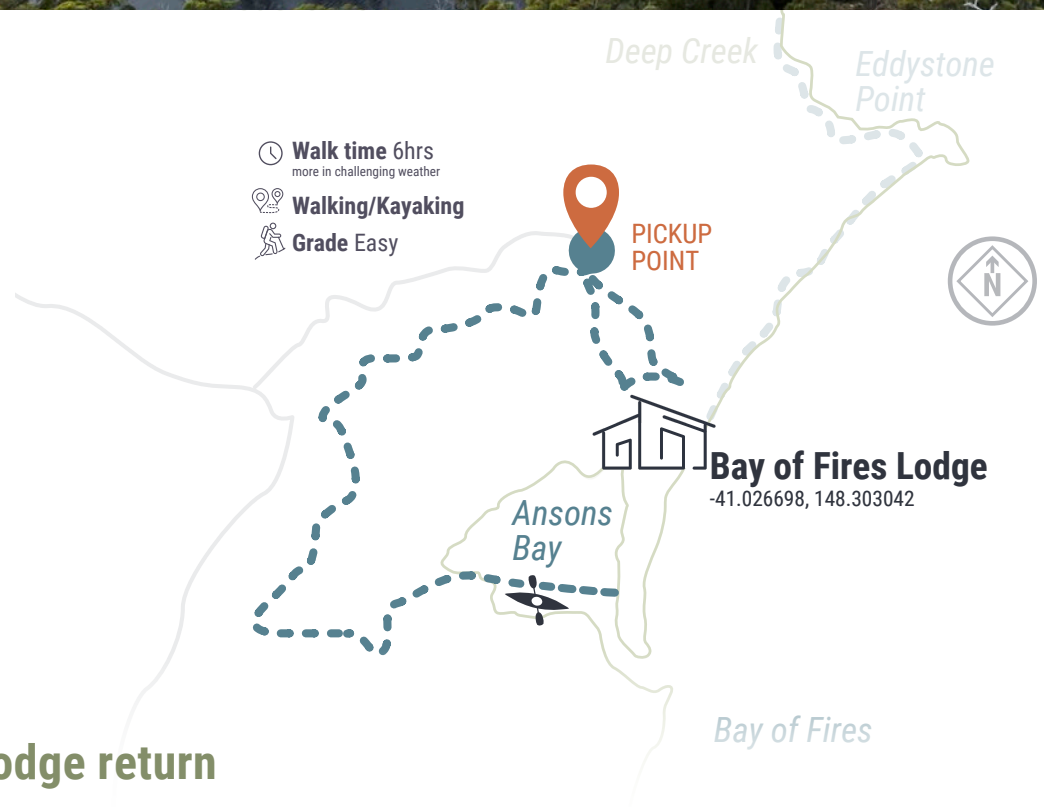 Deep Creek
Eddystone
Point
Walk time 6hrs
more in challenging weather
Walking/Kayaking
Grade Easy
PICKUP
POINT
N
Bay of Fires Lodge
-41.026698, 148.303042
Ansons
Bay
Bay of Fires
odge return